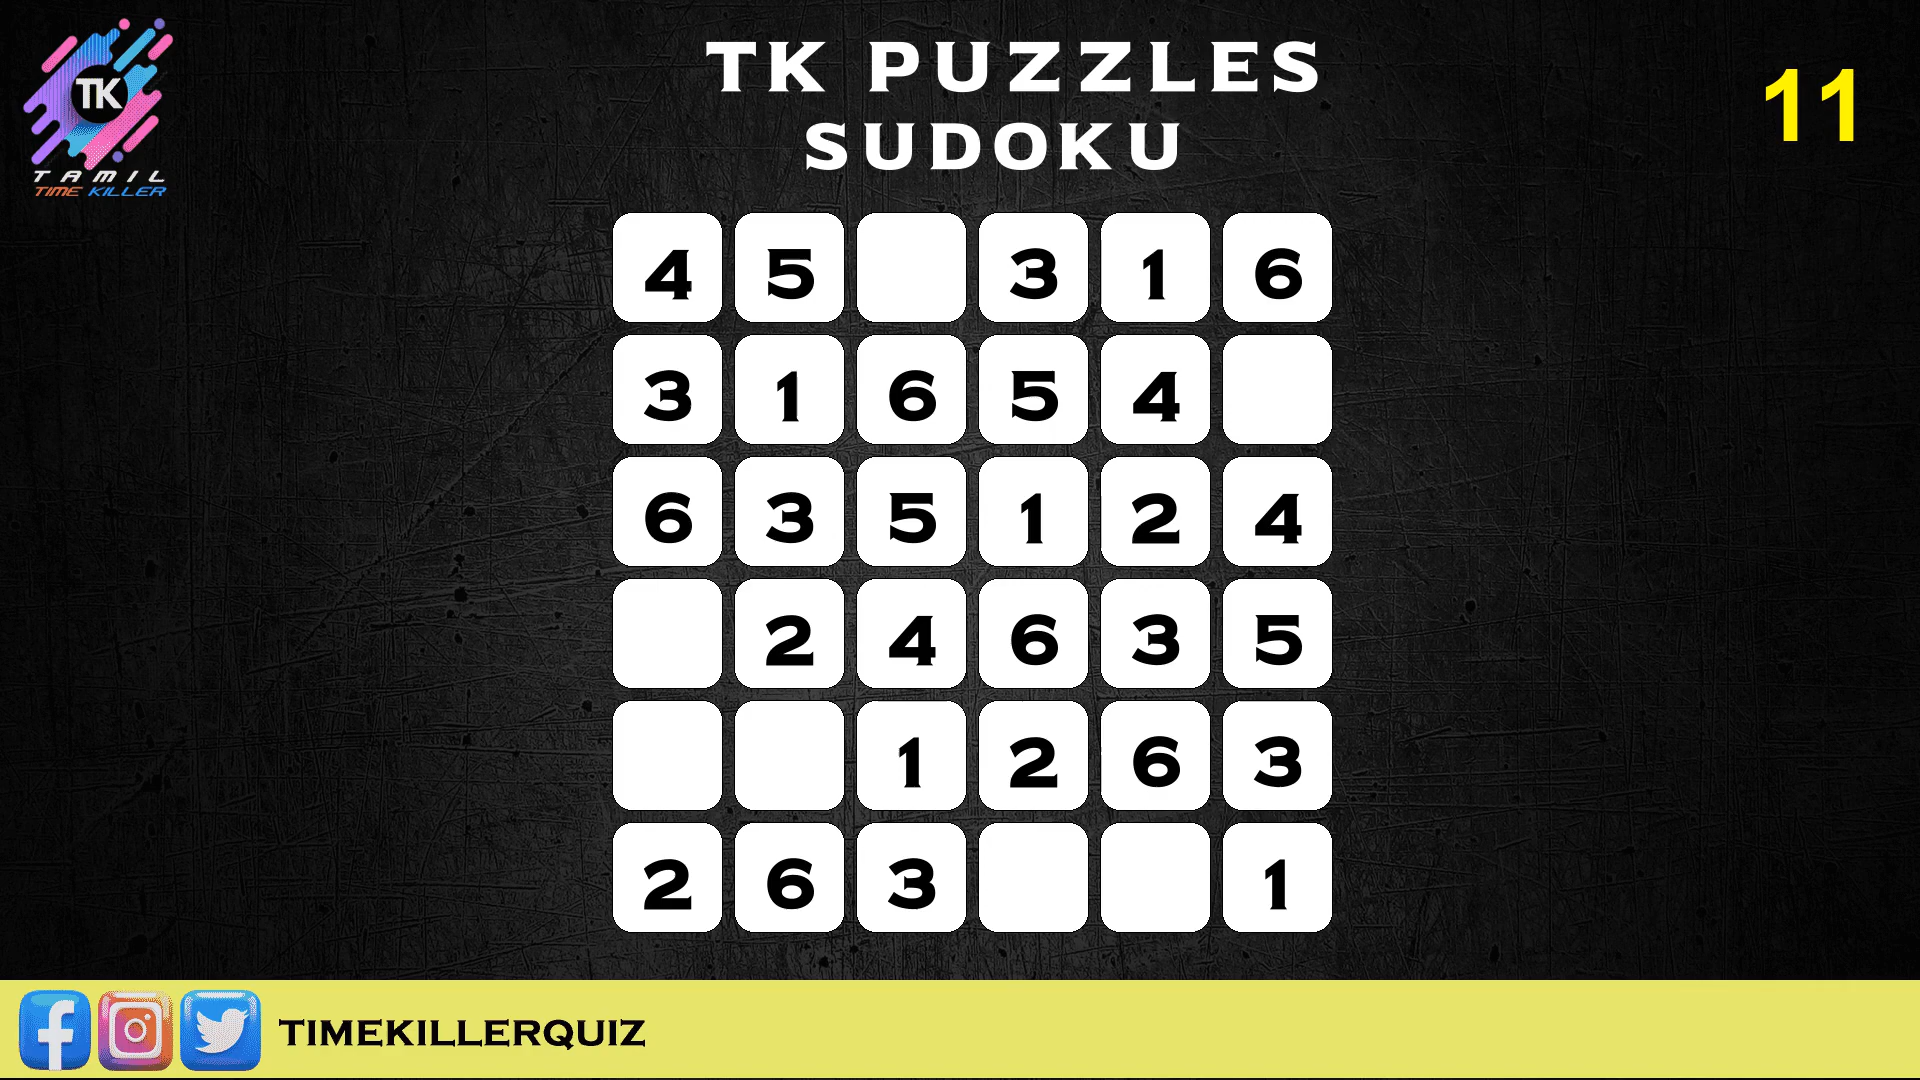 TK
TAMIL
TIME KILLER
TK PUZZLES
SUDOKU
11
4 5 3 1 6
3 1 6 5 4
6 3 5 1 2 4
2 4 6 3 5
1 2 6 3
2 6 3 1
TIMEKILLERQUIZ